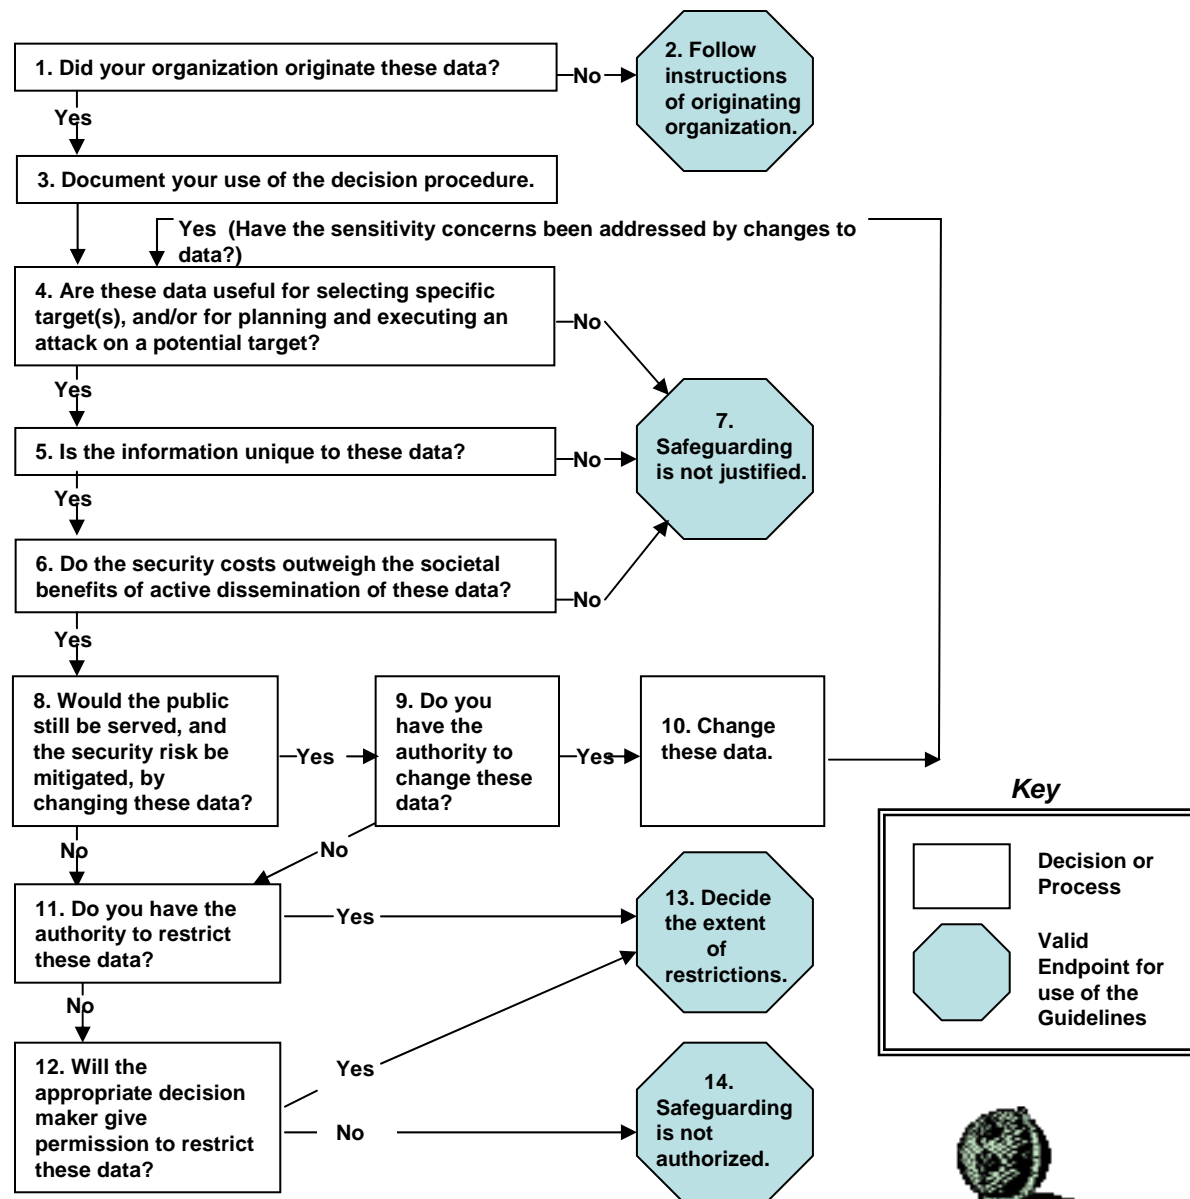 1. Did your organization originate these data?
No
2. Follow
instructions
of originating
organization.
Yes
3. Document your use of the decision procedure.
Yes (Have the sensitivity concerns been addressed by changes to
data?)
4. Are these data useful for selecting specific
target(s), and/or for planning and executing an
attack on a potential target?
No
Yes
7.
Safeguarding
is not justified.
5. Is the information unique to these data?
No
Yes
6. Do the security costs outweigh the societal
benefits of active dissemination of these data?
No
Yes
8. Would the public
still be served, and
the security risk be
mitigated, by
changing these data?
Yes
9. Do you
have the
authority to
change these
data?
Yes
10. Change
these data.
No
No
11. Do you have the
authority to restrict
these data?
Yes
13. Decide
the extent
of
restrictions.
No
12. Will the
appropriate decision
maker give
permission to restrict
these data?
Yes
No
14.
Safeguarding
is not
authorized.
Key
Decision or
Process
Valid
Endpoint for
use of the
Guidelines